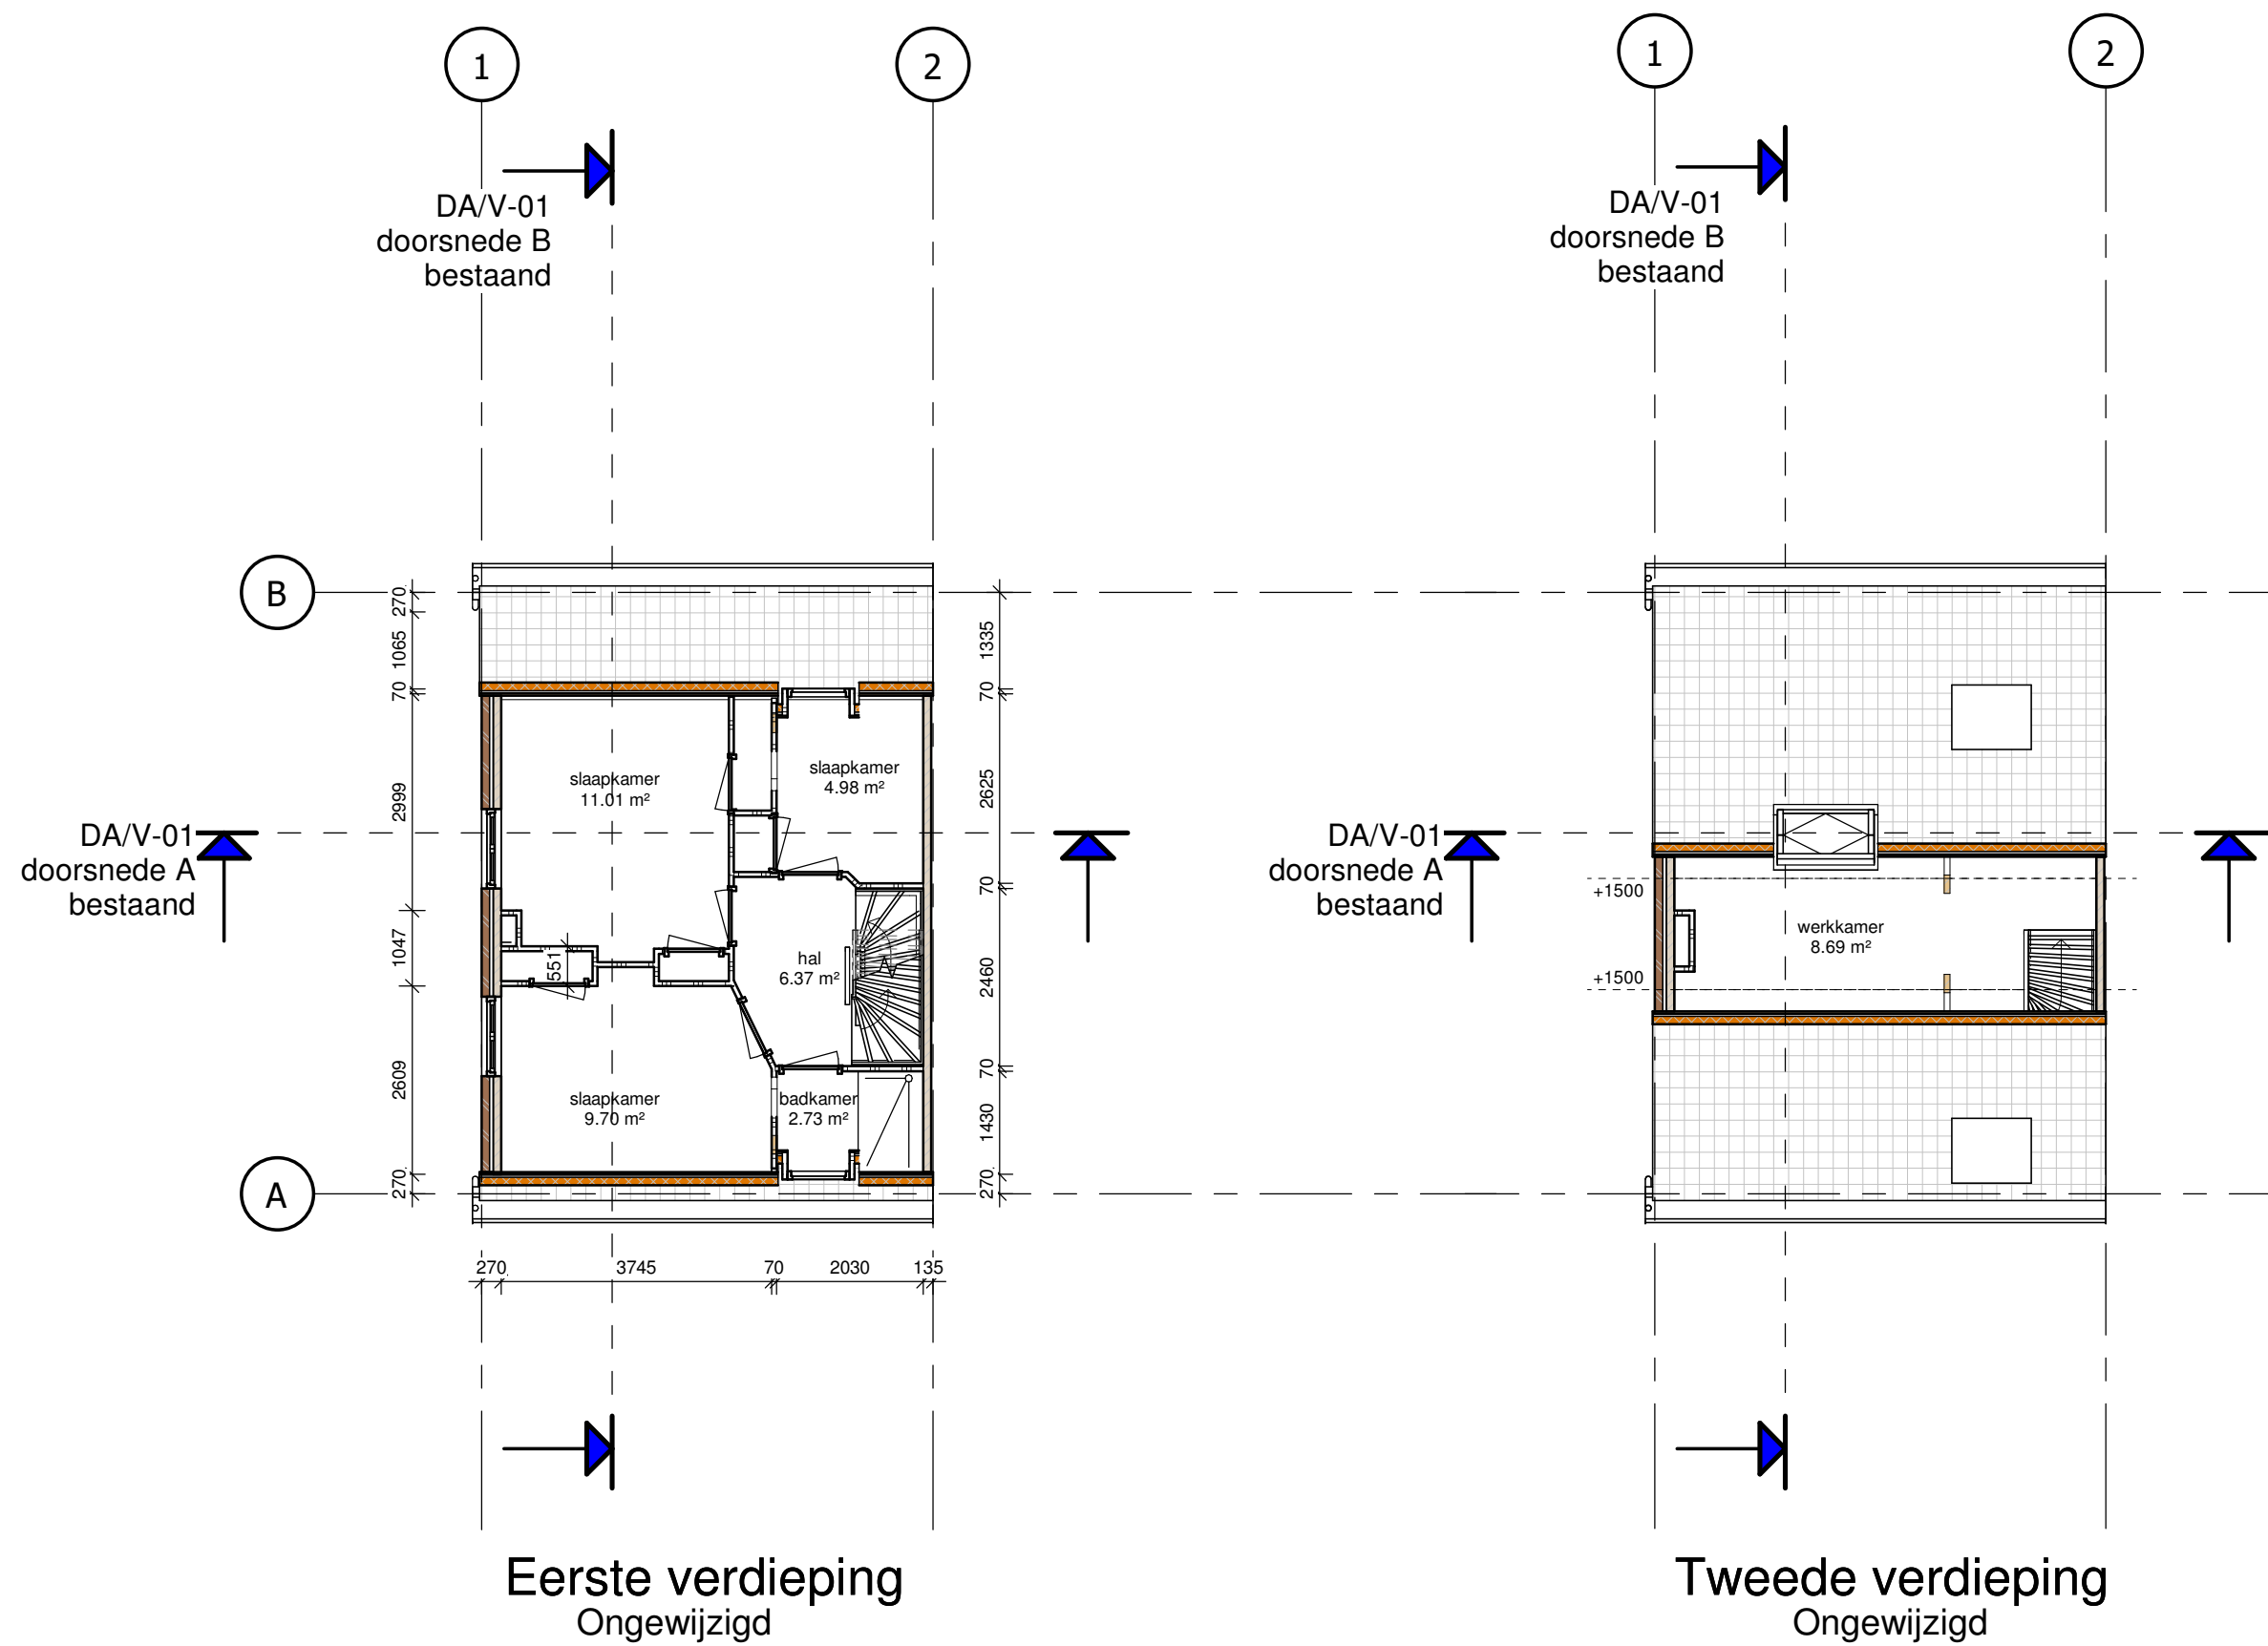 1
2
1
2
DA/V-01
doorsnede B
bestaand
DA/V-01
doorsnede B
bestaand
B
270
1065
70
2999
1047
2609
270
1335
70
2625
70
2460
70
1430
270
slaapkamer
11.01 m²
slaapkamer
4.98 m²
DA/V-01
doorsnede A
bestaand
DA/V-01
doorsnede A
bestaand
551
hal
6.37 m²
+1500
werkkamer
8.69 m²
+1500
slaapkamer
9.70 m²
badkamer
2.73 m²
A
270
3745
70
2030
135
Eerste verdieping
Ongewijzigd
Tweede verdieping
Ongewijzigd